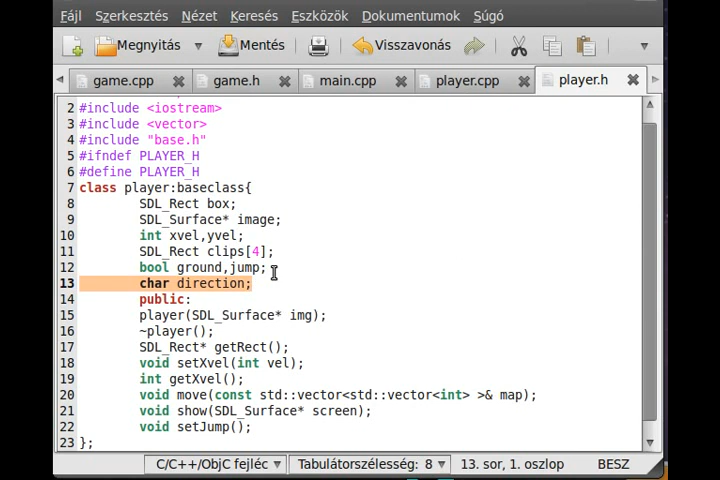 Fájl Szerkesztés Nézet Keresés Eszközök Dokumentumok Súgó
Megnyitás Mentés Visszavonás
game.cpp game.h main.cpp player.cpp player.h
2 #include <iostream>
3 #include <vector>
4 #include "base.h"
5 #ifndef PLAYER_H
6 #define PLAYER_H
7 class player:baseclass{
8 SDL_Rect box;
9 SDL_Surface* image;
10 int xvel,yvel;
11 SDL_Rect clips[4];
12 bool ground,jump;
13 char direction;
14 public:
15 player(SDL_Surface* img);
16 ~player();
17 SDL_Rect* getRect();
18 void setXvel(int vel);
19 int getXvel();
20 void move(const std::vector<std::vector<int> >& map);
21 void show(SDL_Surface* screen);
22 void setJump();
23 };
C/C++/ObjC fejléc Tabulátorszélesség: 8 13. sor, 1. oszlop BESZ